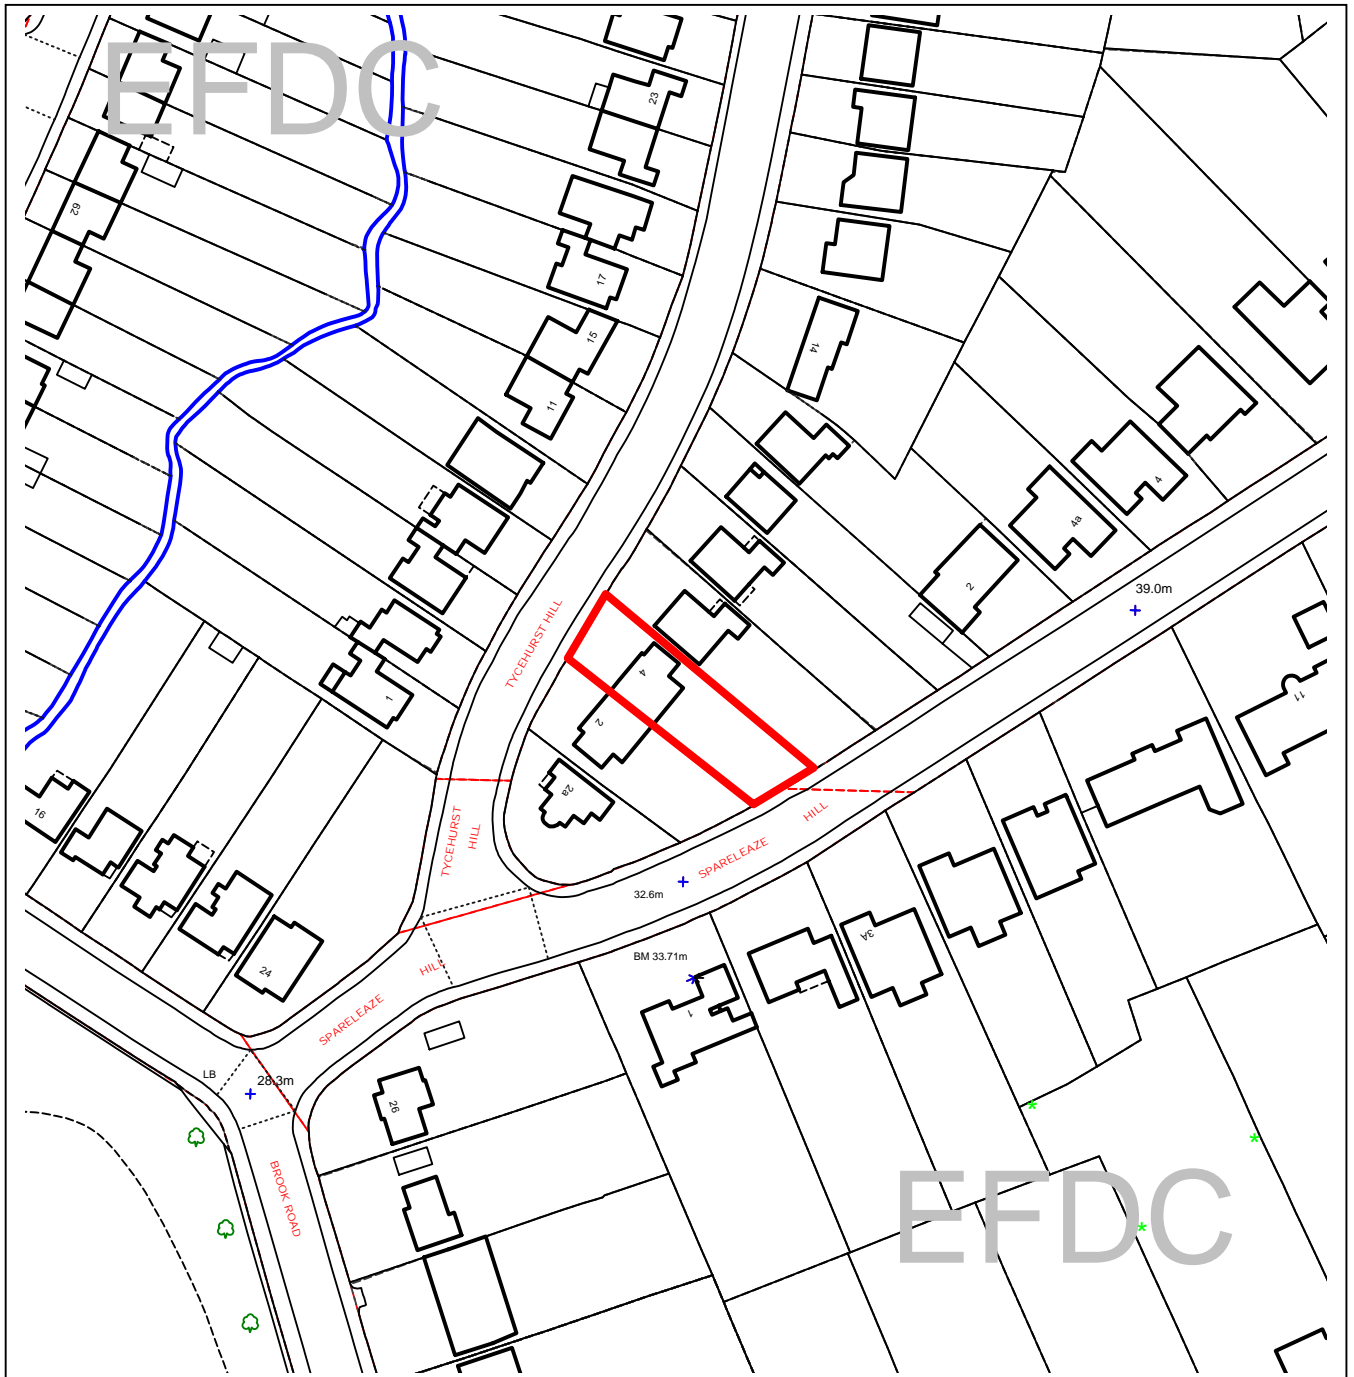 EFDC
23
62
17
15
14
11
4
4a
2
39.0m
TYCEHURST HILL
4
11
1
2
2a
16
TYCEHURST
HILL
HILL
SPARELEAZE
32.6m
3A
24
HILL
BM 33.71m
1
SPARELEAZE
LB
28.3m
26
BROOK ROAD
EFDC